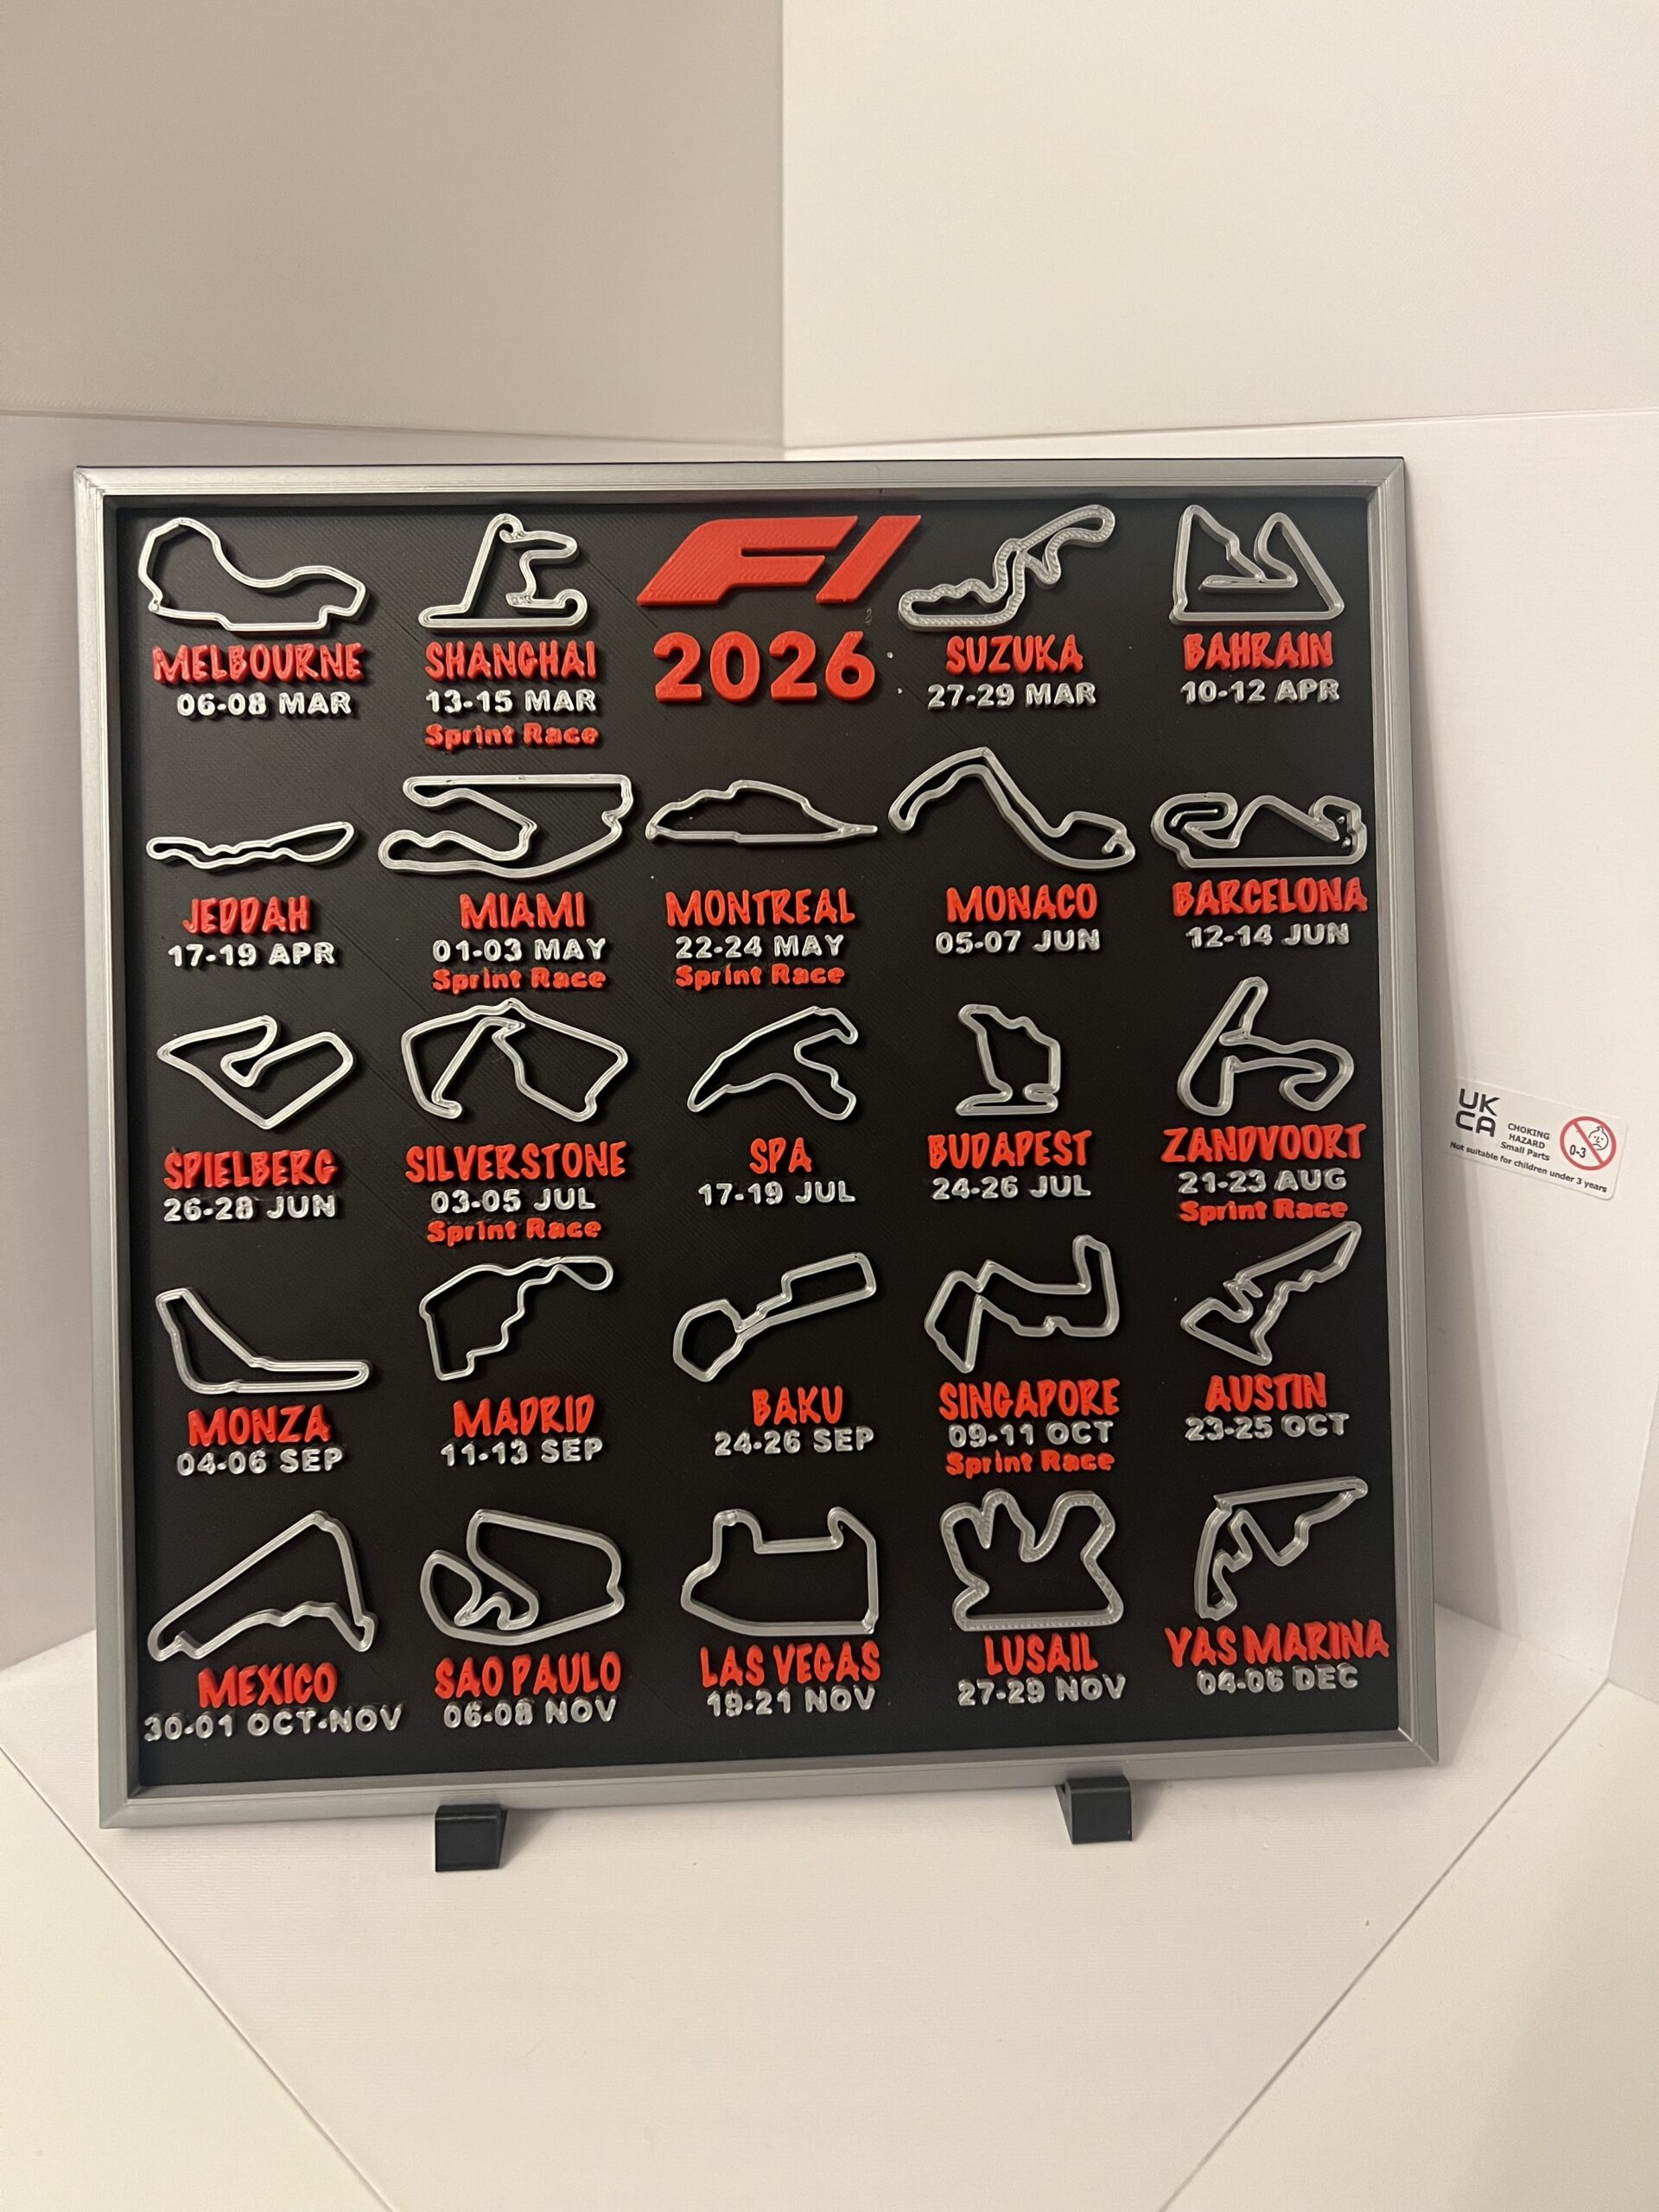 F1
2026
MELBOURNE
06-08 MAR
SHANGHAI
13-15 MAR
Sprint Race
SUZUKA
27-29 MAR
BAHRAIN
10-12 APR
JEDDAH
17-19 APR
MIAMI
01-03 MAY
Sprint Race
MONTREAL
22-24 MAY
Sprint Race
MONACO
05-07 JUN
BARCELONA
12-14 JUN
SPIELBERG
26-28 JUN
SILVERSTONE
03-05 JUL
Sprint Race
SPA
17-19 JUL
BUDAPEST
24-26 JUL
ZANDVOORT
21-23 AUG
Sprint Race
MONZA
04-06 SEP
MADRID
11-13 SEP
BAKU
24-26 SEP
SINGAPORE
09-11 OCT
Sprint Race
AUSTIN
23-25 OCT
MEXICO
30-01 OCT-NOV
SAO PAULO
06-08 NOV
LAS VEGAS
19-21 NOV
LUSAIL
27-29 NOV
YAS MARINA
04-06 DEC
UK
CA
CHOKING
HAZARD
Small Parts
0-3
Not suitable for children under 3 years